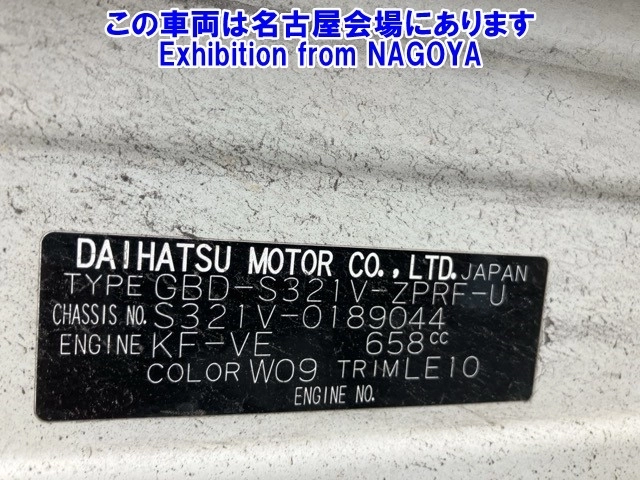 この車両は名古屋会場にあります
Exhibition from NAGOYA
DAIHATSU MOTOR CO., LTD. JAPAN
TYPE GBD-S321V-ZPRF-U
CHASSIS NO. S321V-0189044
ENGINE KF-VE 658cc
COLOR W09 TRIM LE10
ENGINE NO.